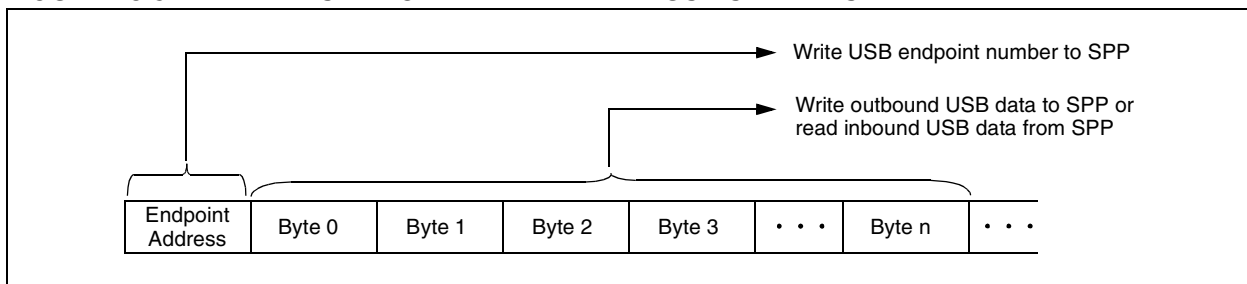 Write USB endpoint number to SPP
Write outbound USB data to SPP or
read inbound USB data from SPP
Endpoint
Address
Byte 0
Byte 1
Byte 2
Byte 3
• • •
Byte n
• • •